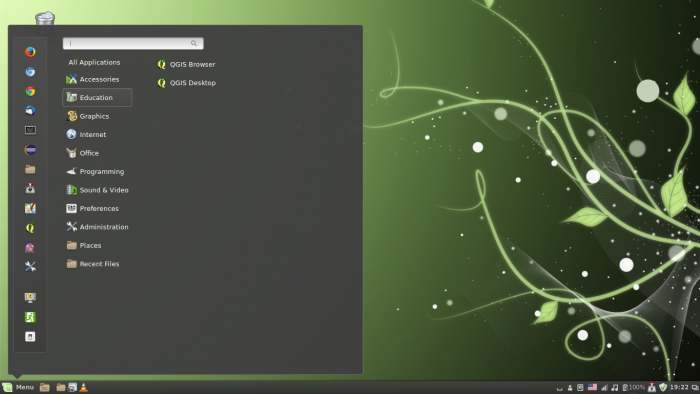 All Applications
Accessories
Education
Graphics
Internet
Office
Programming
Sound & Video
Preferences
Administration
Places
Recent Files
QGIS Browser
QGIS Desktop
Menu
100%
19:22